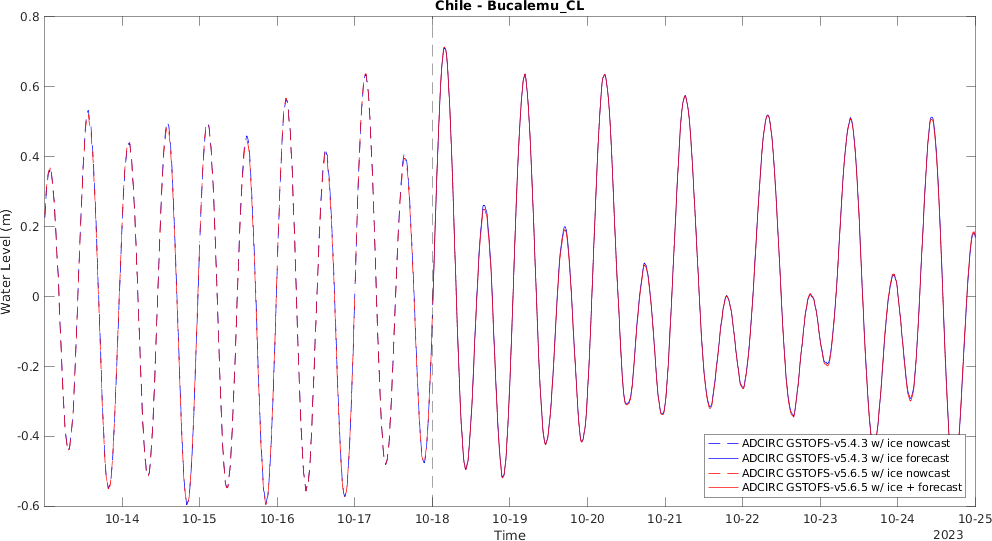 Chile - Bucalemu_CL
Water Level (m)
0.8
0.6
0.4
0.2
0
-0.2
-0.4
-0.6
ADCIRC GSTOFS-v5.4.3 w/ ice nowcast
ADCIRC GSTOFS-v5.4.3 w/ ice forecast
ADCIRC GSTOFS-v5.6.5 w/ ice nowcast
ADCIRC GSTOFS-v5.6.5 w/ ice + forecast
10-14 10-15 10-16 10-17 10-18 10-19 10-20 10-21 10-22 10-23 10-24 10-25
Time
2023